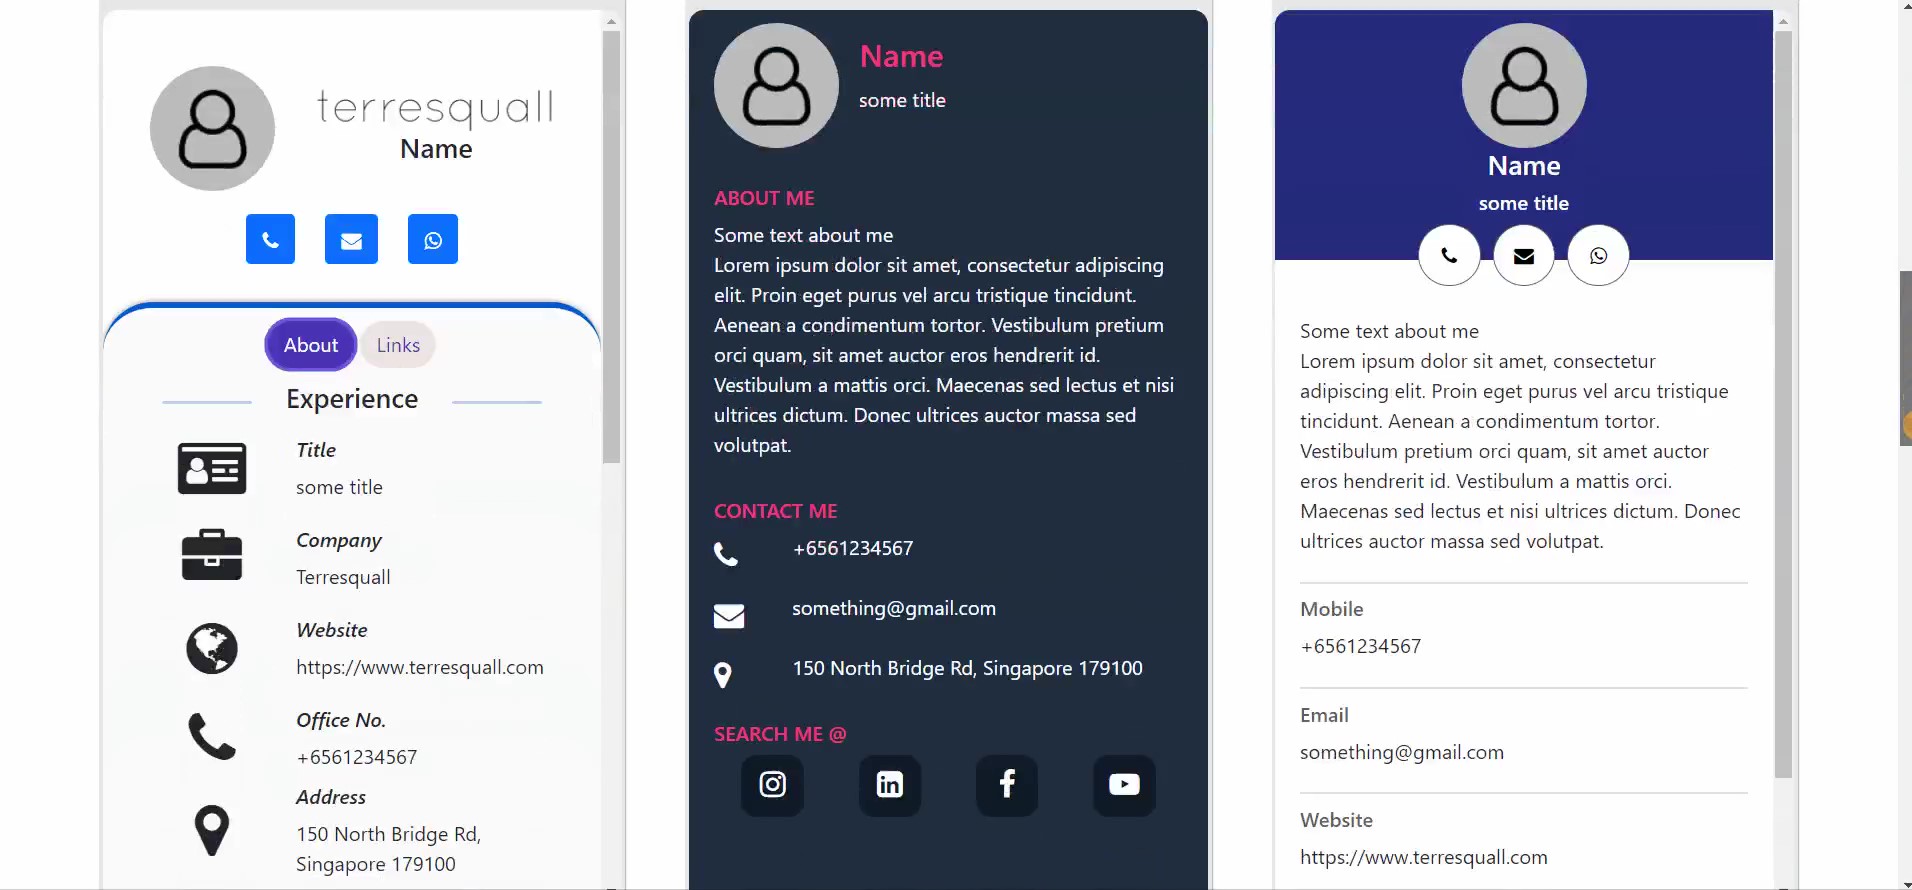 terresquall
Name
About
Links
Experience
Title
some title
Company
Terresquall
Website
https://www.terresquall.com
Office No.
+6561234567
Address
150 North Bridge Rd,
Singapore 179100
Name
some title
ABOUT ME
Some text about me
Lorem ipsum dolor sit amet, consectetur adipiscing
elit. Proin eget purus vel arcu tristique tincidunt.
Aenean a condimentum tortor. Vestibulum pretium
orci quam, sit amet auctor eros hendrerit id.
Vestibulum a mattis orci. Maecenas sed lectus et nisi
ultrices dictum. Donec ultrices auctor massa sed
volutpat.
CONTACT ME
+6561234567
something@gmail.com
150 North Bridge Rd, Singapore 179100
SEARCH ME @
Name
some title
Some text about me
Lorem ipsum dolor sit amet, consectetur
adipiscing elit. Proin eget purus vel arcu tristique
tincidunt. Aenean a condimentum tortor.
Vestibulum pretium orci quam, sit amet auctor
eros hendrerit id. Vestibulum a mattis orci.
Maecenas sed lectus et nisi ultrices dictum. Donec
ultrices auctor massa sed volutpat.
Mobile
+6561234567
Email
something@gmail.com
Website
https://www.terresquall.com